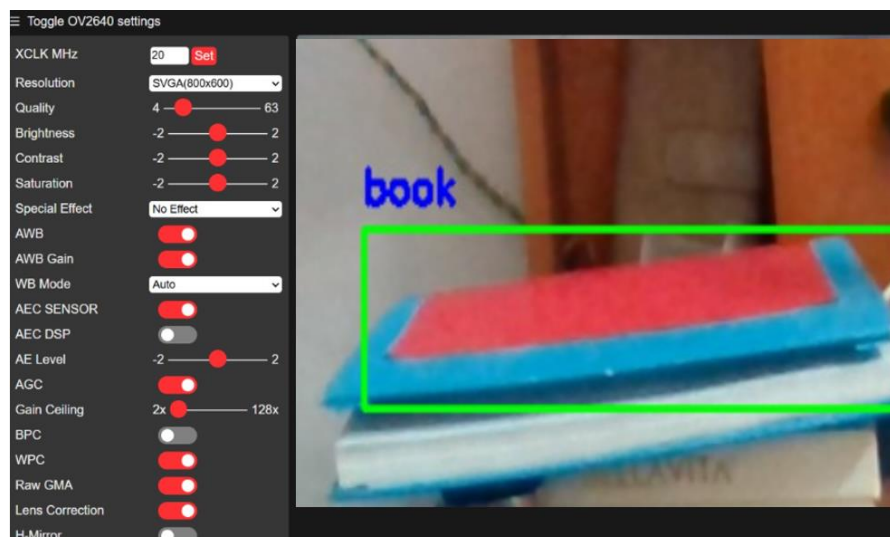 Toggle OV2640 settings
XCLK MHz 20 Set
Resolution SVGA(800x600)
Quality 4 63
Brightness -2 2
Contrast -2 2
Saturation -2 2
Special Effect No Effect
AWB
AWB Gain
WB Mode Auto
AEC SENSOR
AEC DSP
AE Level -2 2
AGC
Gain Ceiling 2x 128x
BPC
WPC
Raw GMA
Lens Correction
H-Mirror
book